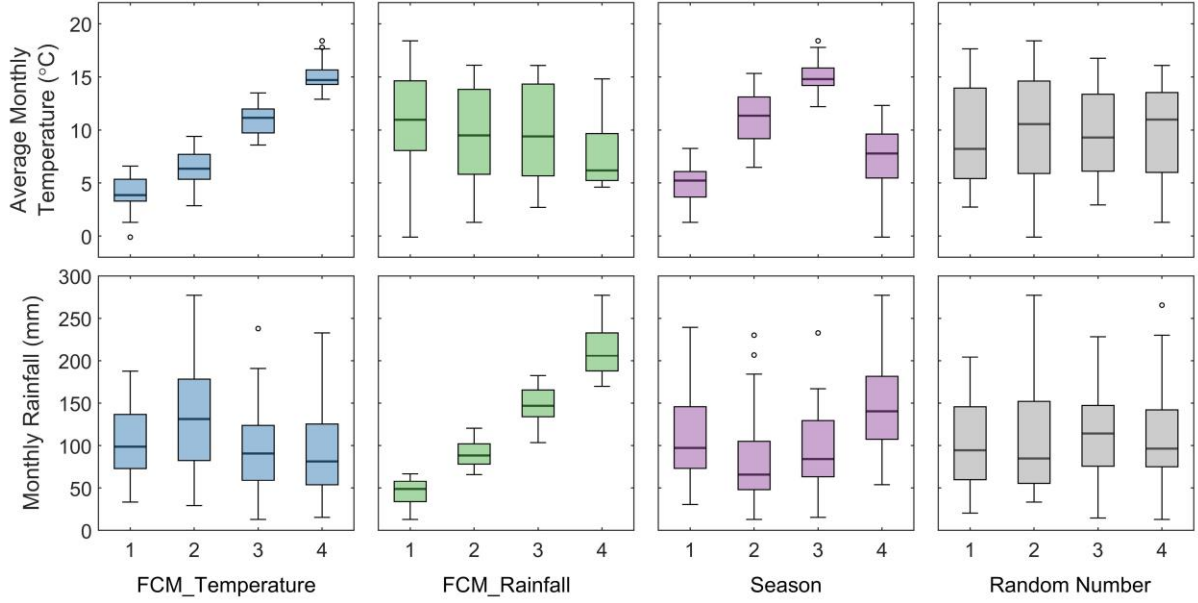 Average Monthly
Temperature (°C)
20
15
10
5
0
Monthly Rainfall (mm)
300
250
200
150
100
50
0
1 2 3 4
1 2 3 4
1 2 3 4
1 2 3 4
FCM_Temperature
FCM_Rainfall
Season
Random Number